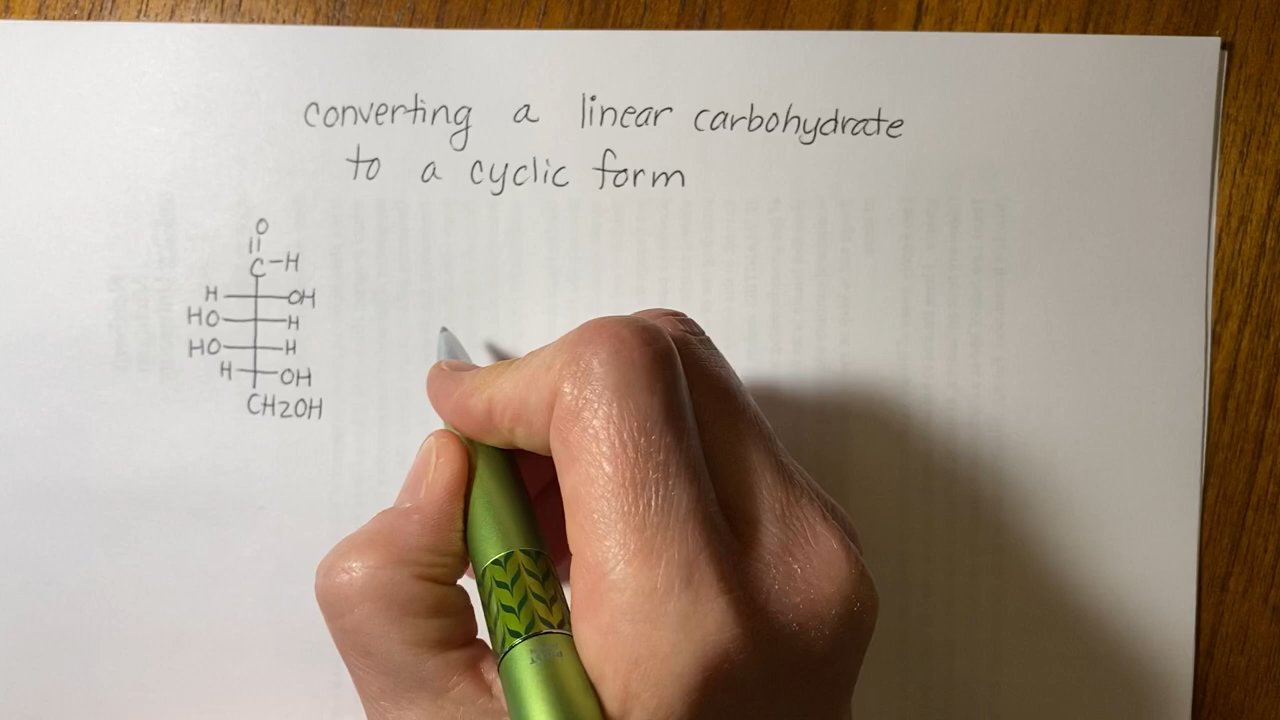 converting a linear carbohydrate
to a cyclic form
O
||
C-H
H OH
HO H
HO H
H OH
CH2OH